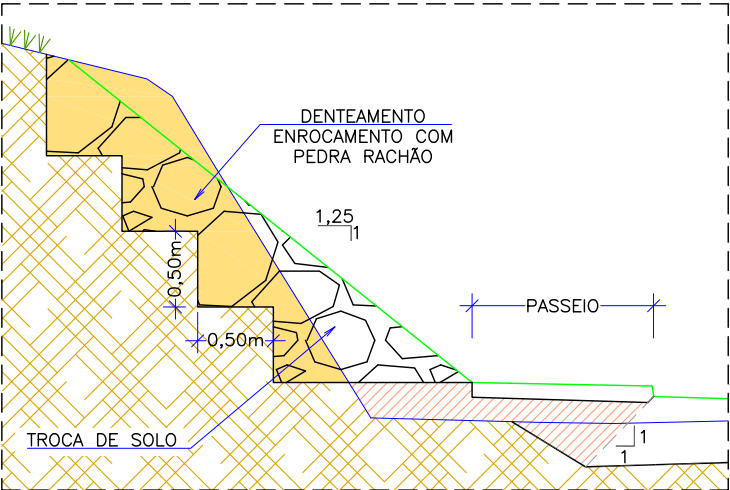 DENTEAMENTO
ENROCAMENTO COM
PEDRA RACHÃO
1,25
1
0,50m
PASSEIO
0,50m
TROCA DE SOLO
1
1